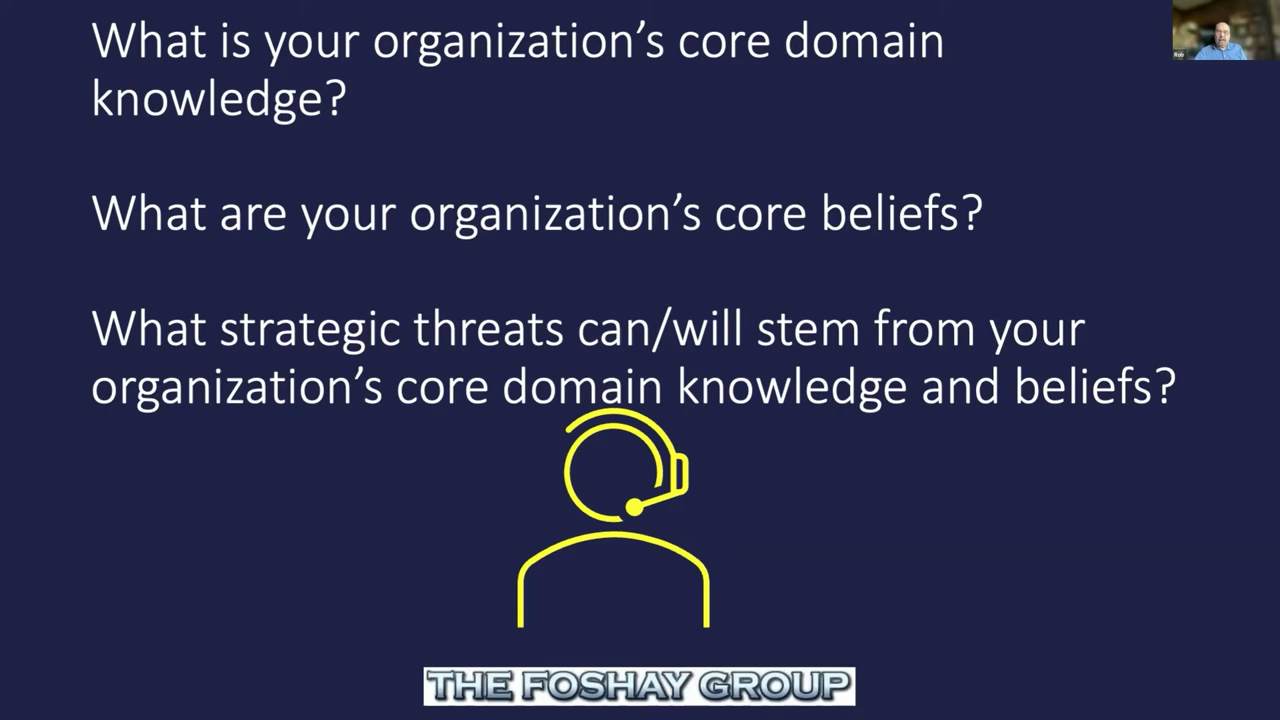 What is your organization’s core domain
knowledge?
What are your organization’s core beliefs?
What strategic threats can/will stem from your
organization’s core domain knowledge and beliefs?
Rob
THE FOSHAY GROUP